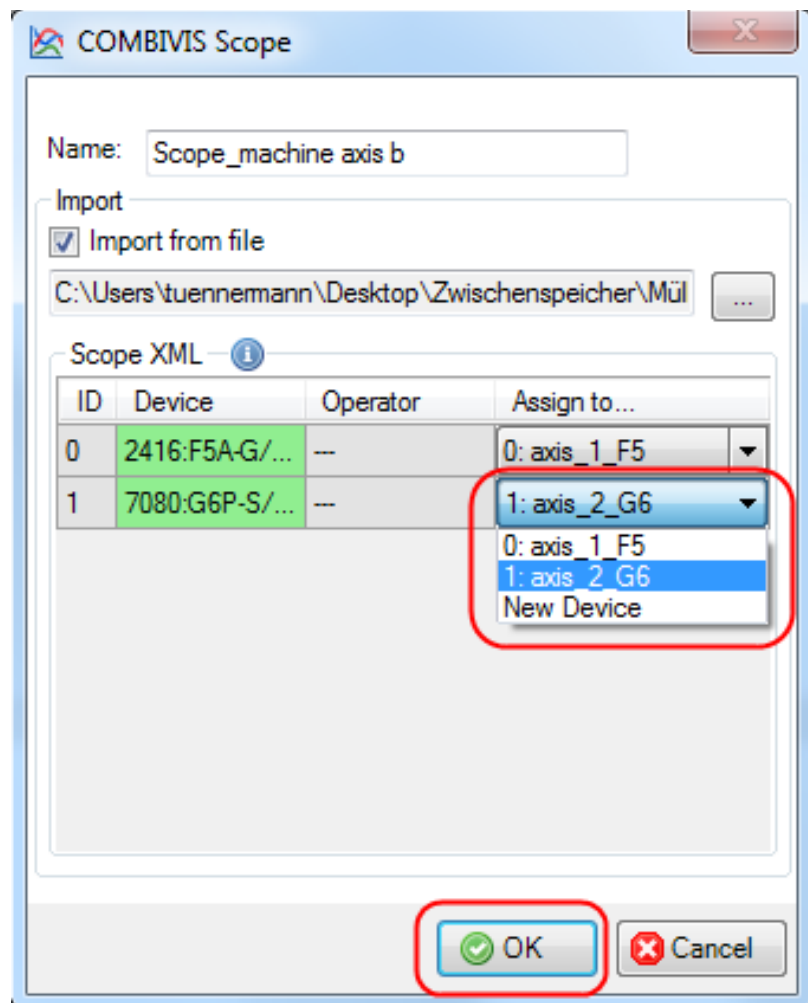 COMBIVIS Scope
Name: Scope_machine axis b
Import
Import from file
C:\Users\tuennermann\Desktop\Zwischenspeicher\Mül ...
Scope XML
ID Device Operator Assign to...
0 2416:F5A-G/... --- 0: axis_1_F5
1 7080:G6P-S/... --- 1: axis_2_G6
0: axis_1_F5
1: axis_2_G6
New Device
OK Cancel